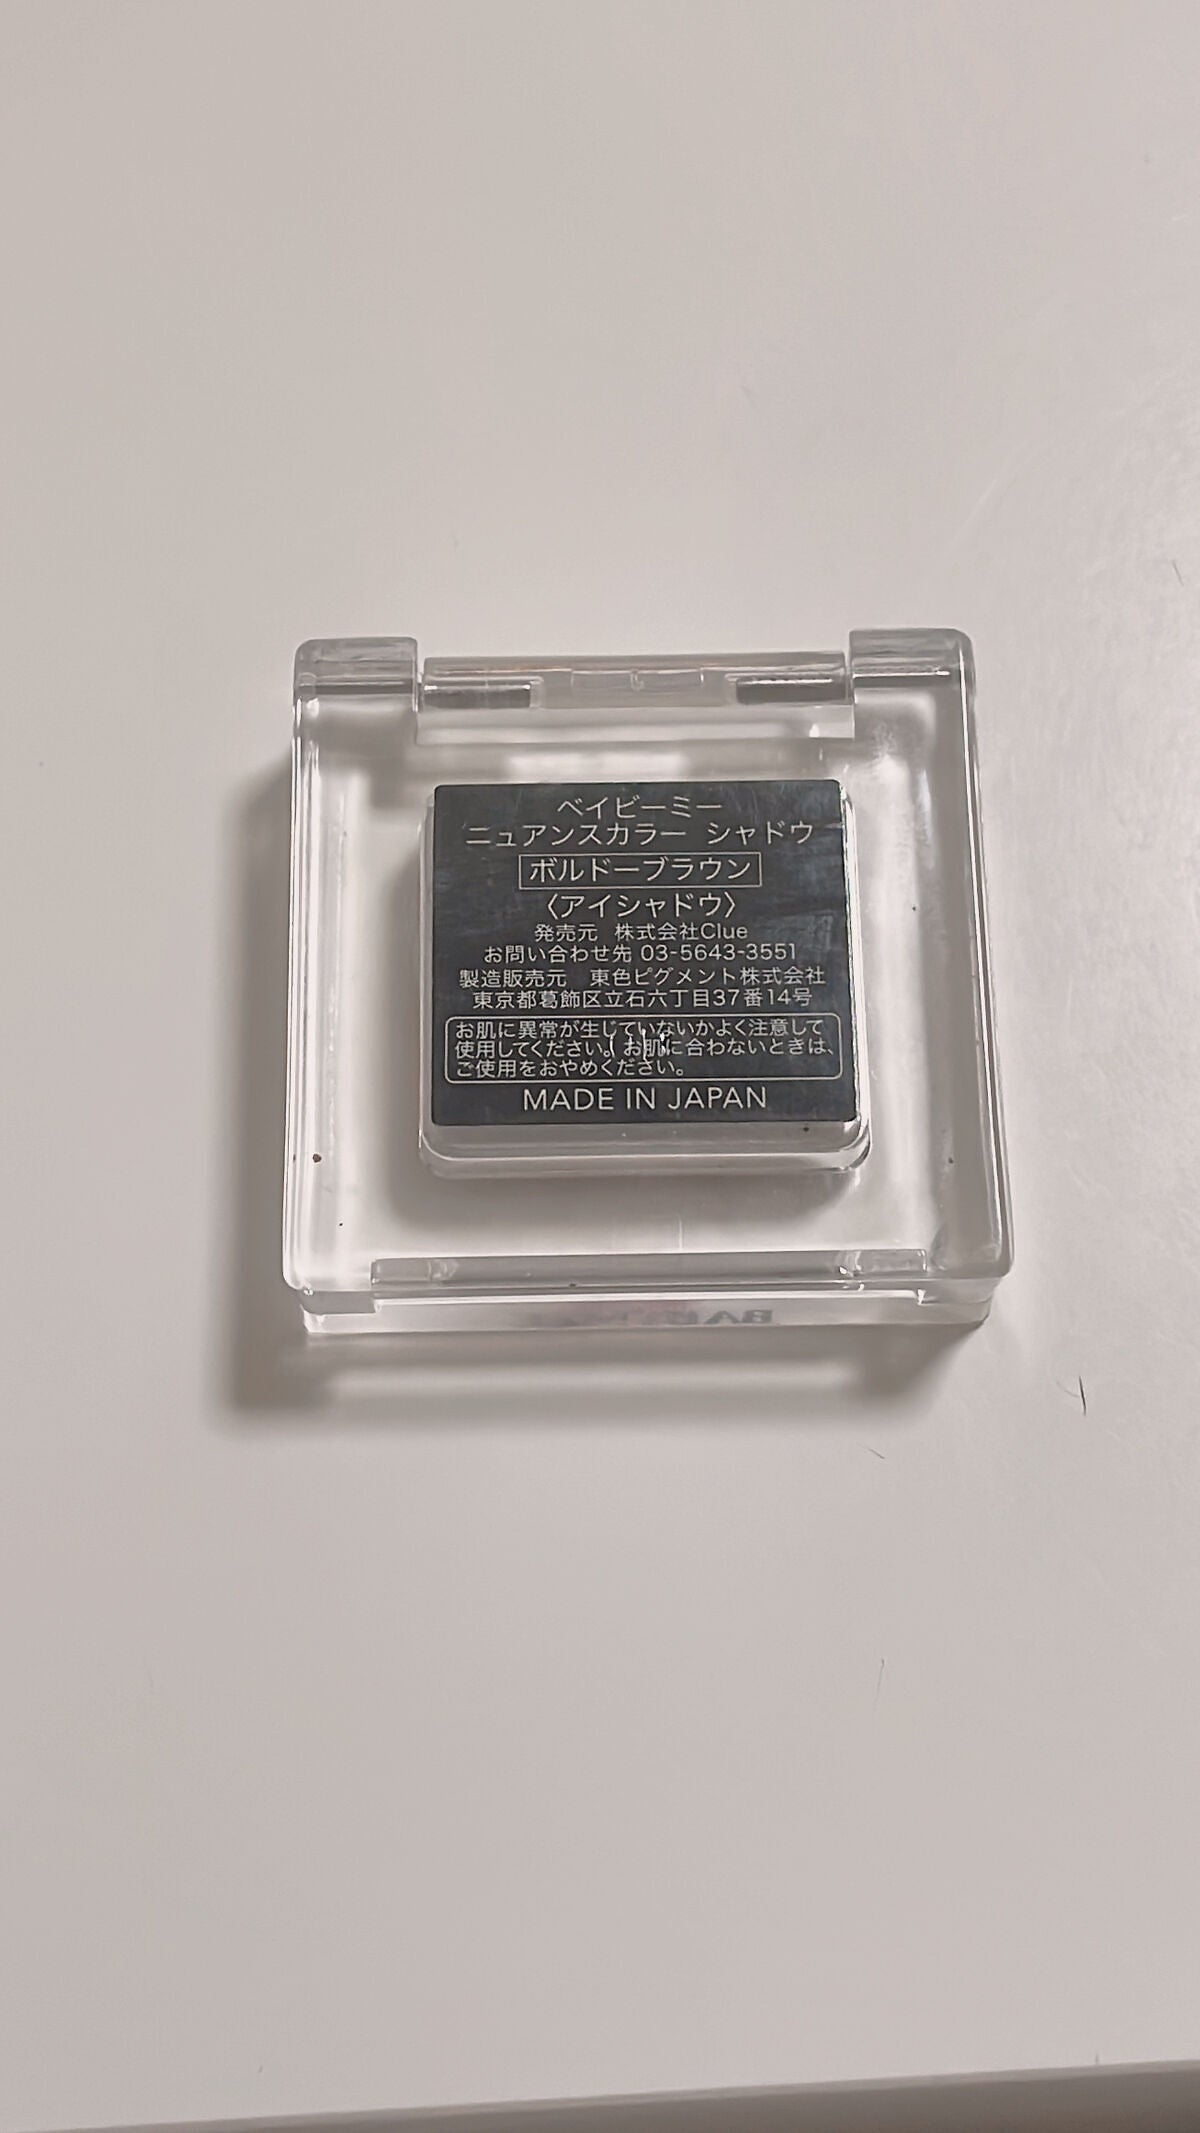 ベイビーミー
ニュアンスカラー シャドウ
ボルドーブラウン
〈アイシャドウ〉
発売元 株式会社Clue
お問い合わせ先 03-5643-3551
製造販売元 東色ピグメント株式会社
東京都葛飾区立石六丁目37番14号
お肌に異常が生じていないかよく注意して
使用してください。お肌に合わないときは、
ご使用をおやめください。
MADE IN JAPAN